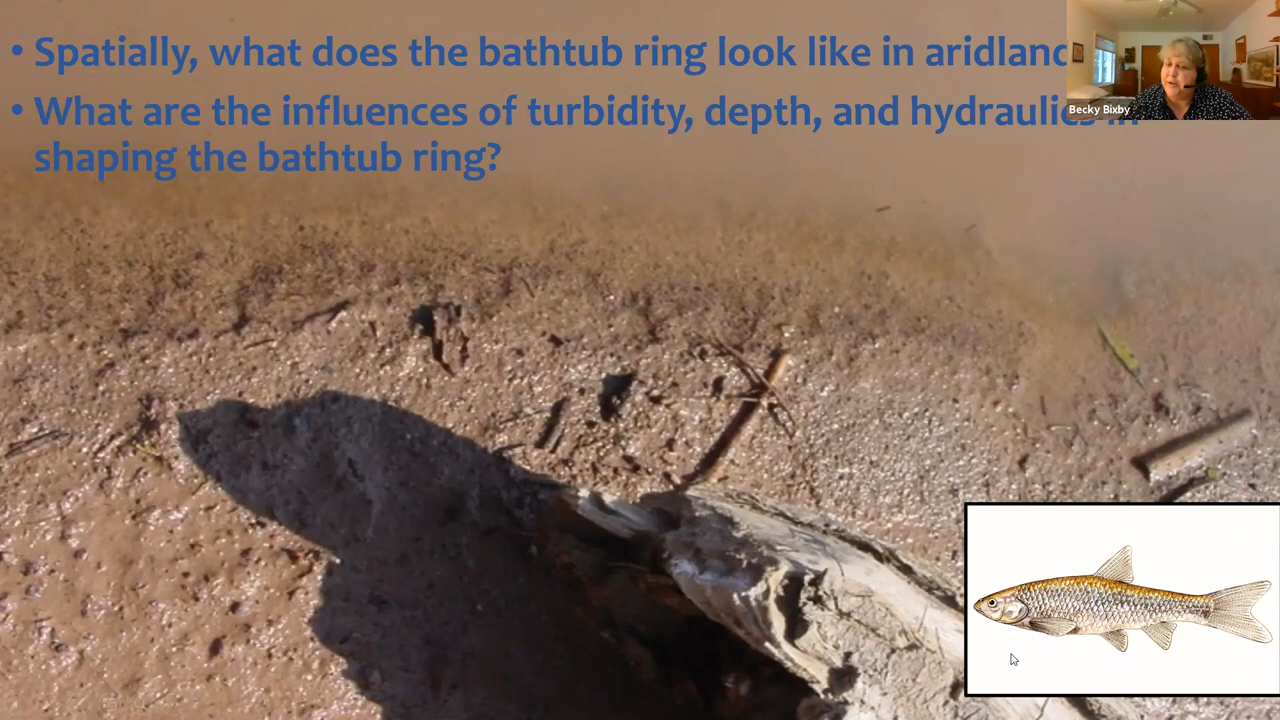 • Spatially, what does the bathtub ring look like in aridland
• What are the influences of turbidity, depth, and hydraulics in
shaping the bathtub ring?
Becky Bixby